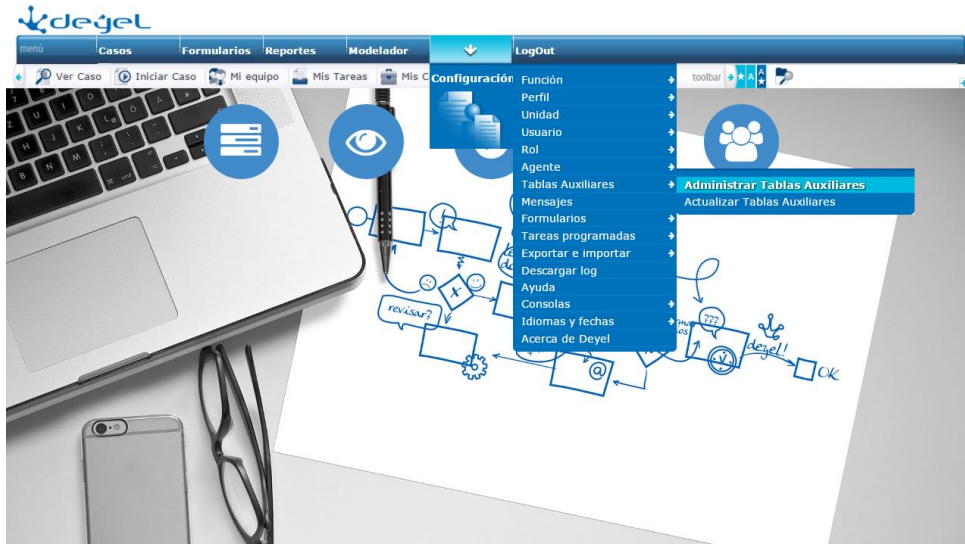 deyel
menú Casos Formularios Reportes Modelador LogOut
Ver Caso Iniciar Caso Mi equipo Mis Tareas Mis C Configuración toolbar A A
Función
Perfil
Unidad
Usuario
Rol
Agente
Tablas Auxiliares
Administrar Tablas Auxiliares
Mensajes
Actualizar Tablas Auxiliares
Formularios
Tareas programadas
Exportar e importar
Descargar log
Ayuda
Consolas
Idiomas y fechas
Acerca de Deyel
revisar?
???
deyel!
@
OK